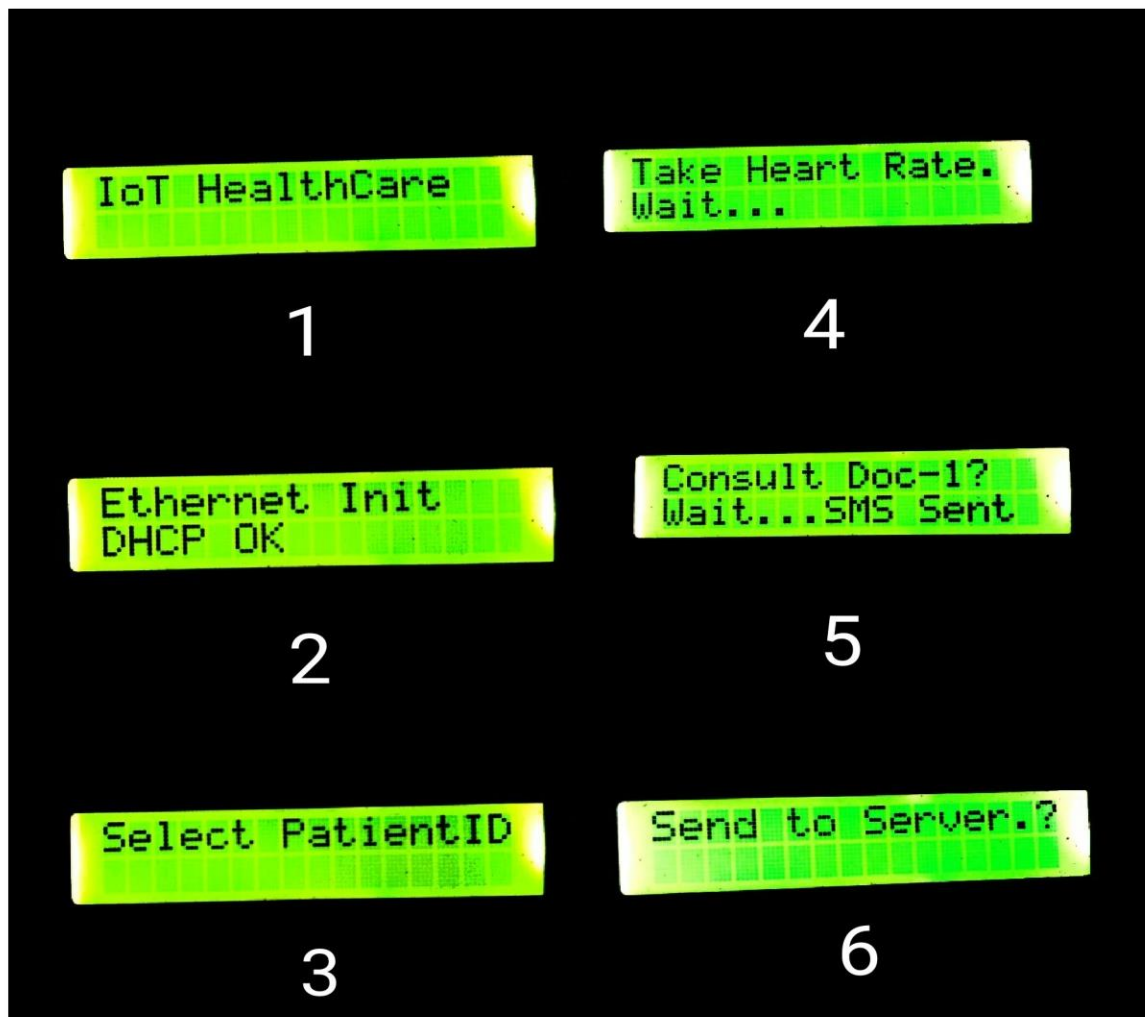 IoT HealthCare
1
Ethernet Init
DHCP OK
2
Select PatientID
3
Take Heart Rate.
Wait...
4
Consult Doc-1?
Wait...SMS Sent
5
Send to Server.?
6